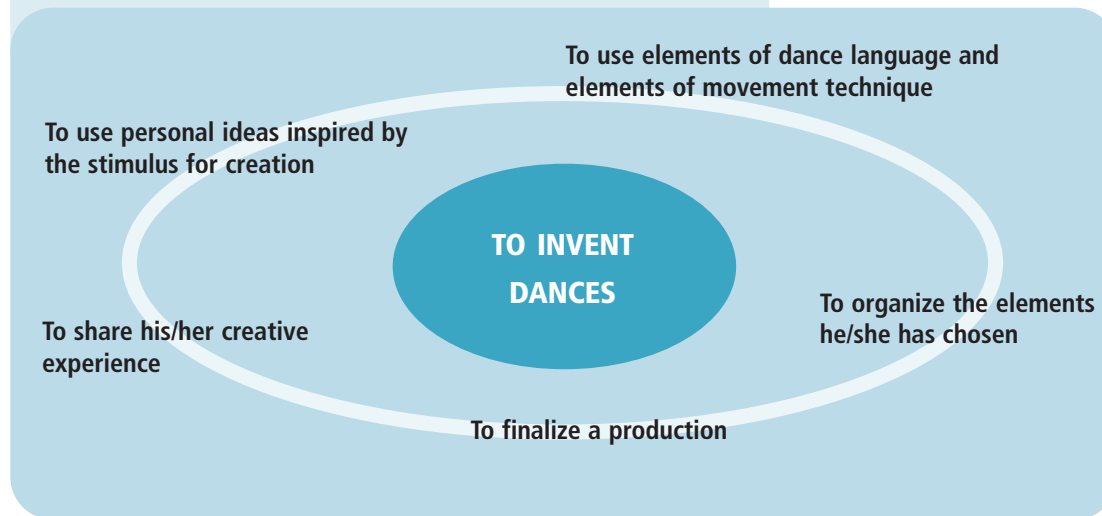 To use elements of dance language and
elements of movement technique
To use personal ideas inspired by
the stimulus for creation
TO INVENT
DANCES
To organize the elements
he/she has chosen
To share his/her creative
experience
To finalize a production